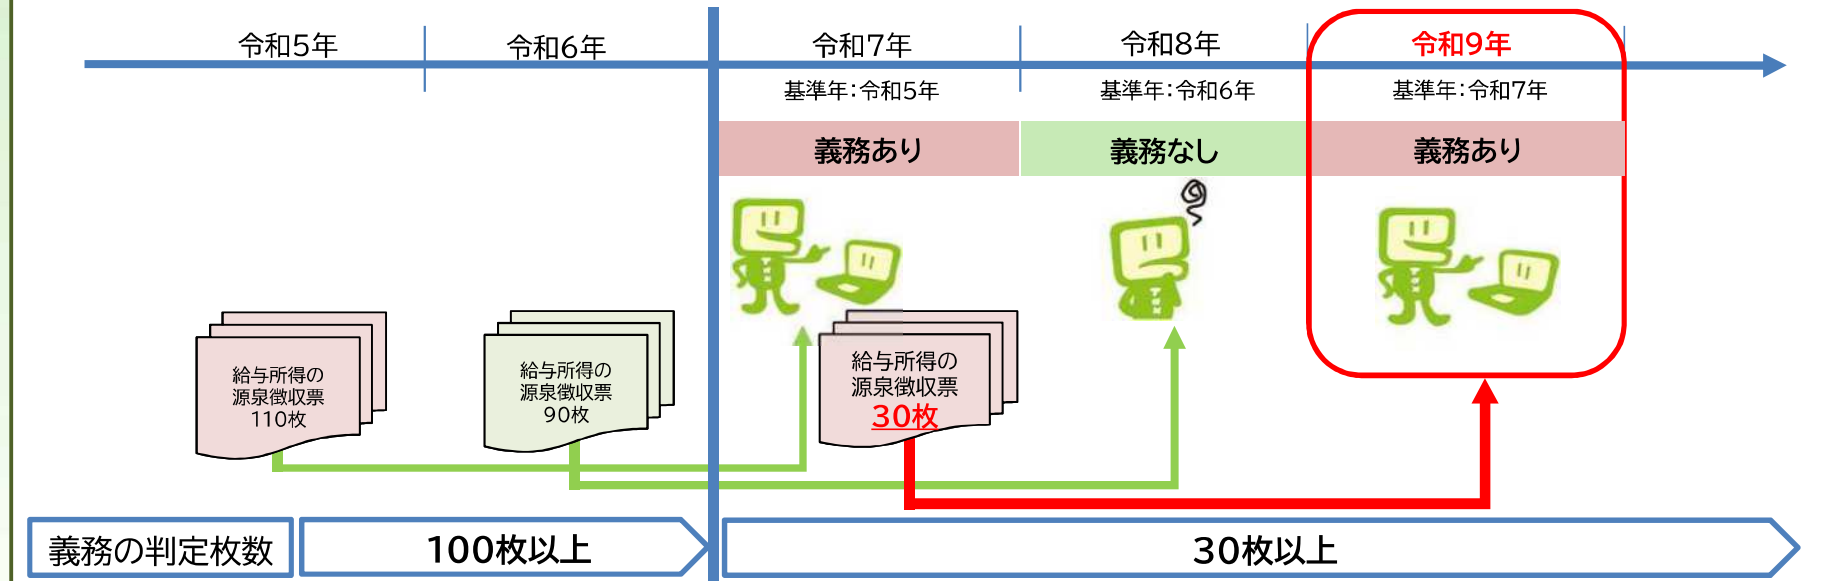 令和5年
令和6年
令和7年
令和8年
令和9年
基準年：令和5年
基準年：令和6年
基準年：令和7年
義務あり
義務なし
義務あり
給与所得の
源泉徴収票
110枚
給与所得の
源泉徴収票
90枚
給与所得の
源泉徴収票
30枚
義務の判定枚数
100枚以上
30枚以上